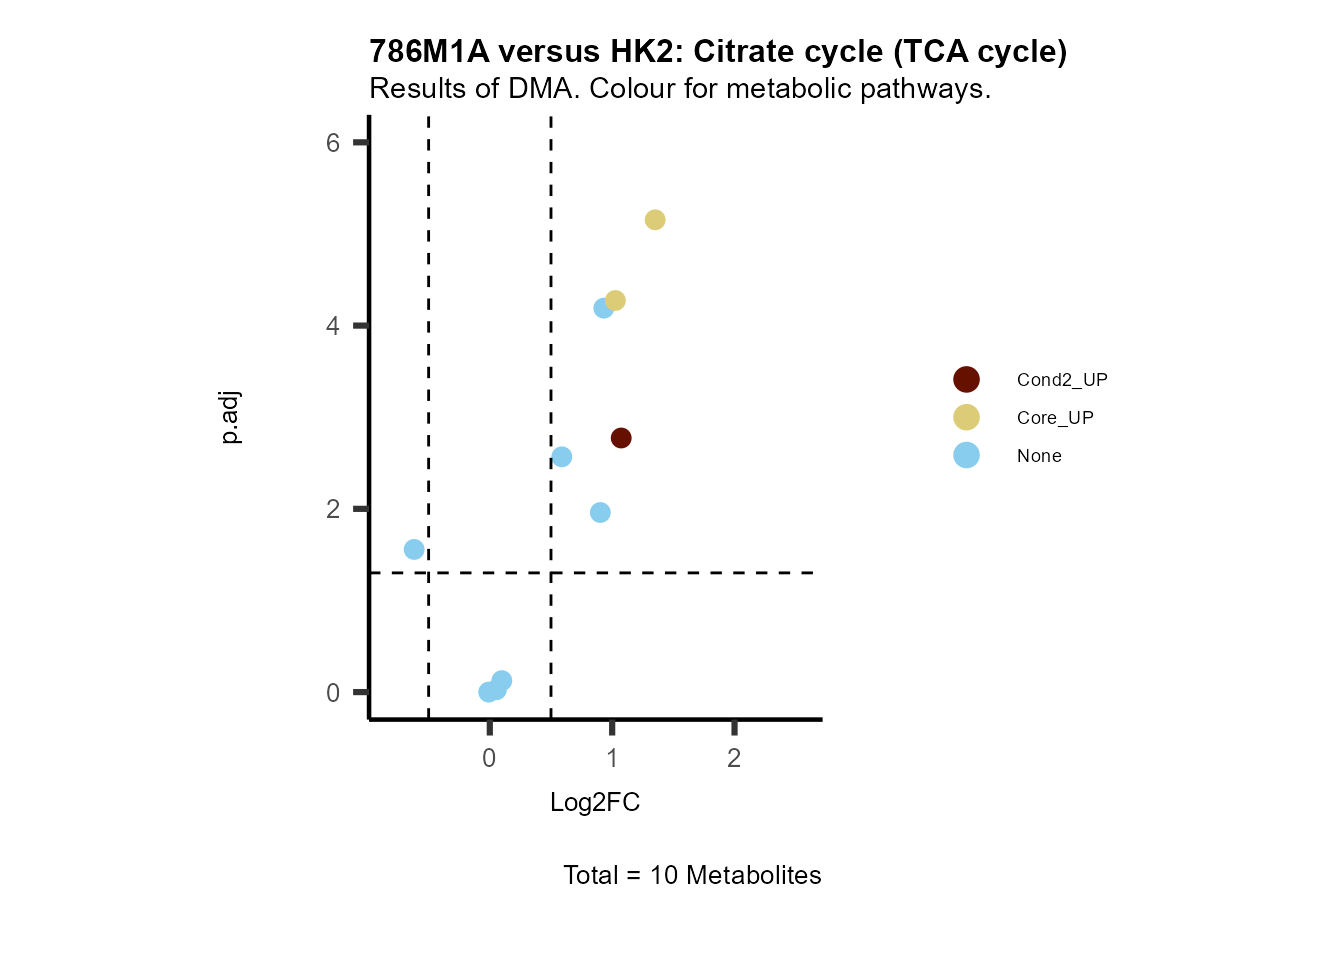 786M1A versus HK2: Citrate cycle (TCA cycle)
Results of DMA. Colour for metabolic pathways.
6
4
2
0
p.adj
0 1 2
Log2FC
Cond2_UP
Core_UP
None
Total = 10 Metabolites